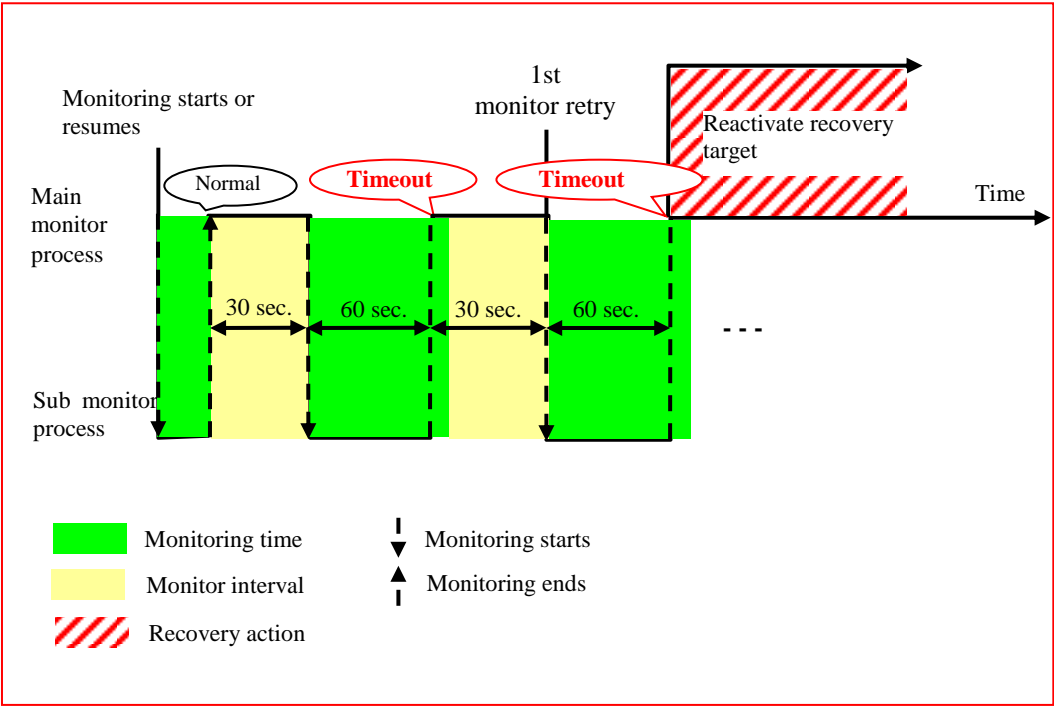 Monitoring starts or
resumes
1st
monitor retry
Reactivate recovery
target
Normal
Timeout
Timeout
Time
Main
monitor
process
30 sec.
60 sec.
30 sec.
60 sec.
- - -
Sub monitor
process
Monitoring time
Monitoring starts
Monitor interval
Monitoring ends
Recovery action